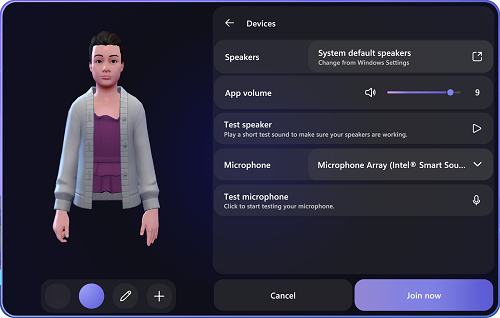 Devices
Speakers
System default speakers
Change from Windows Settings
App volume
9
Test speaker
Play a short test sound to make sure your speakers are working.
Microphone
Microphone Array (Intel® Smart Sou...
Test microphone
Click to start testing your microphone.
Cancel
Join now